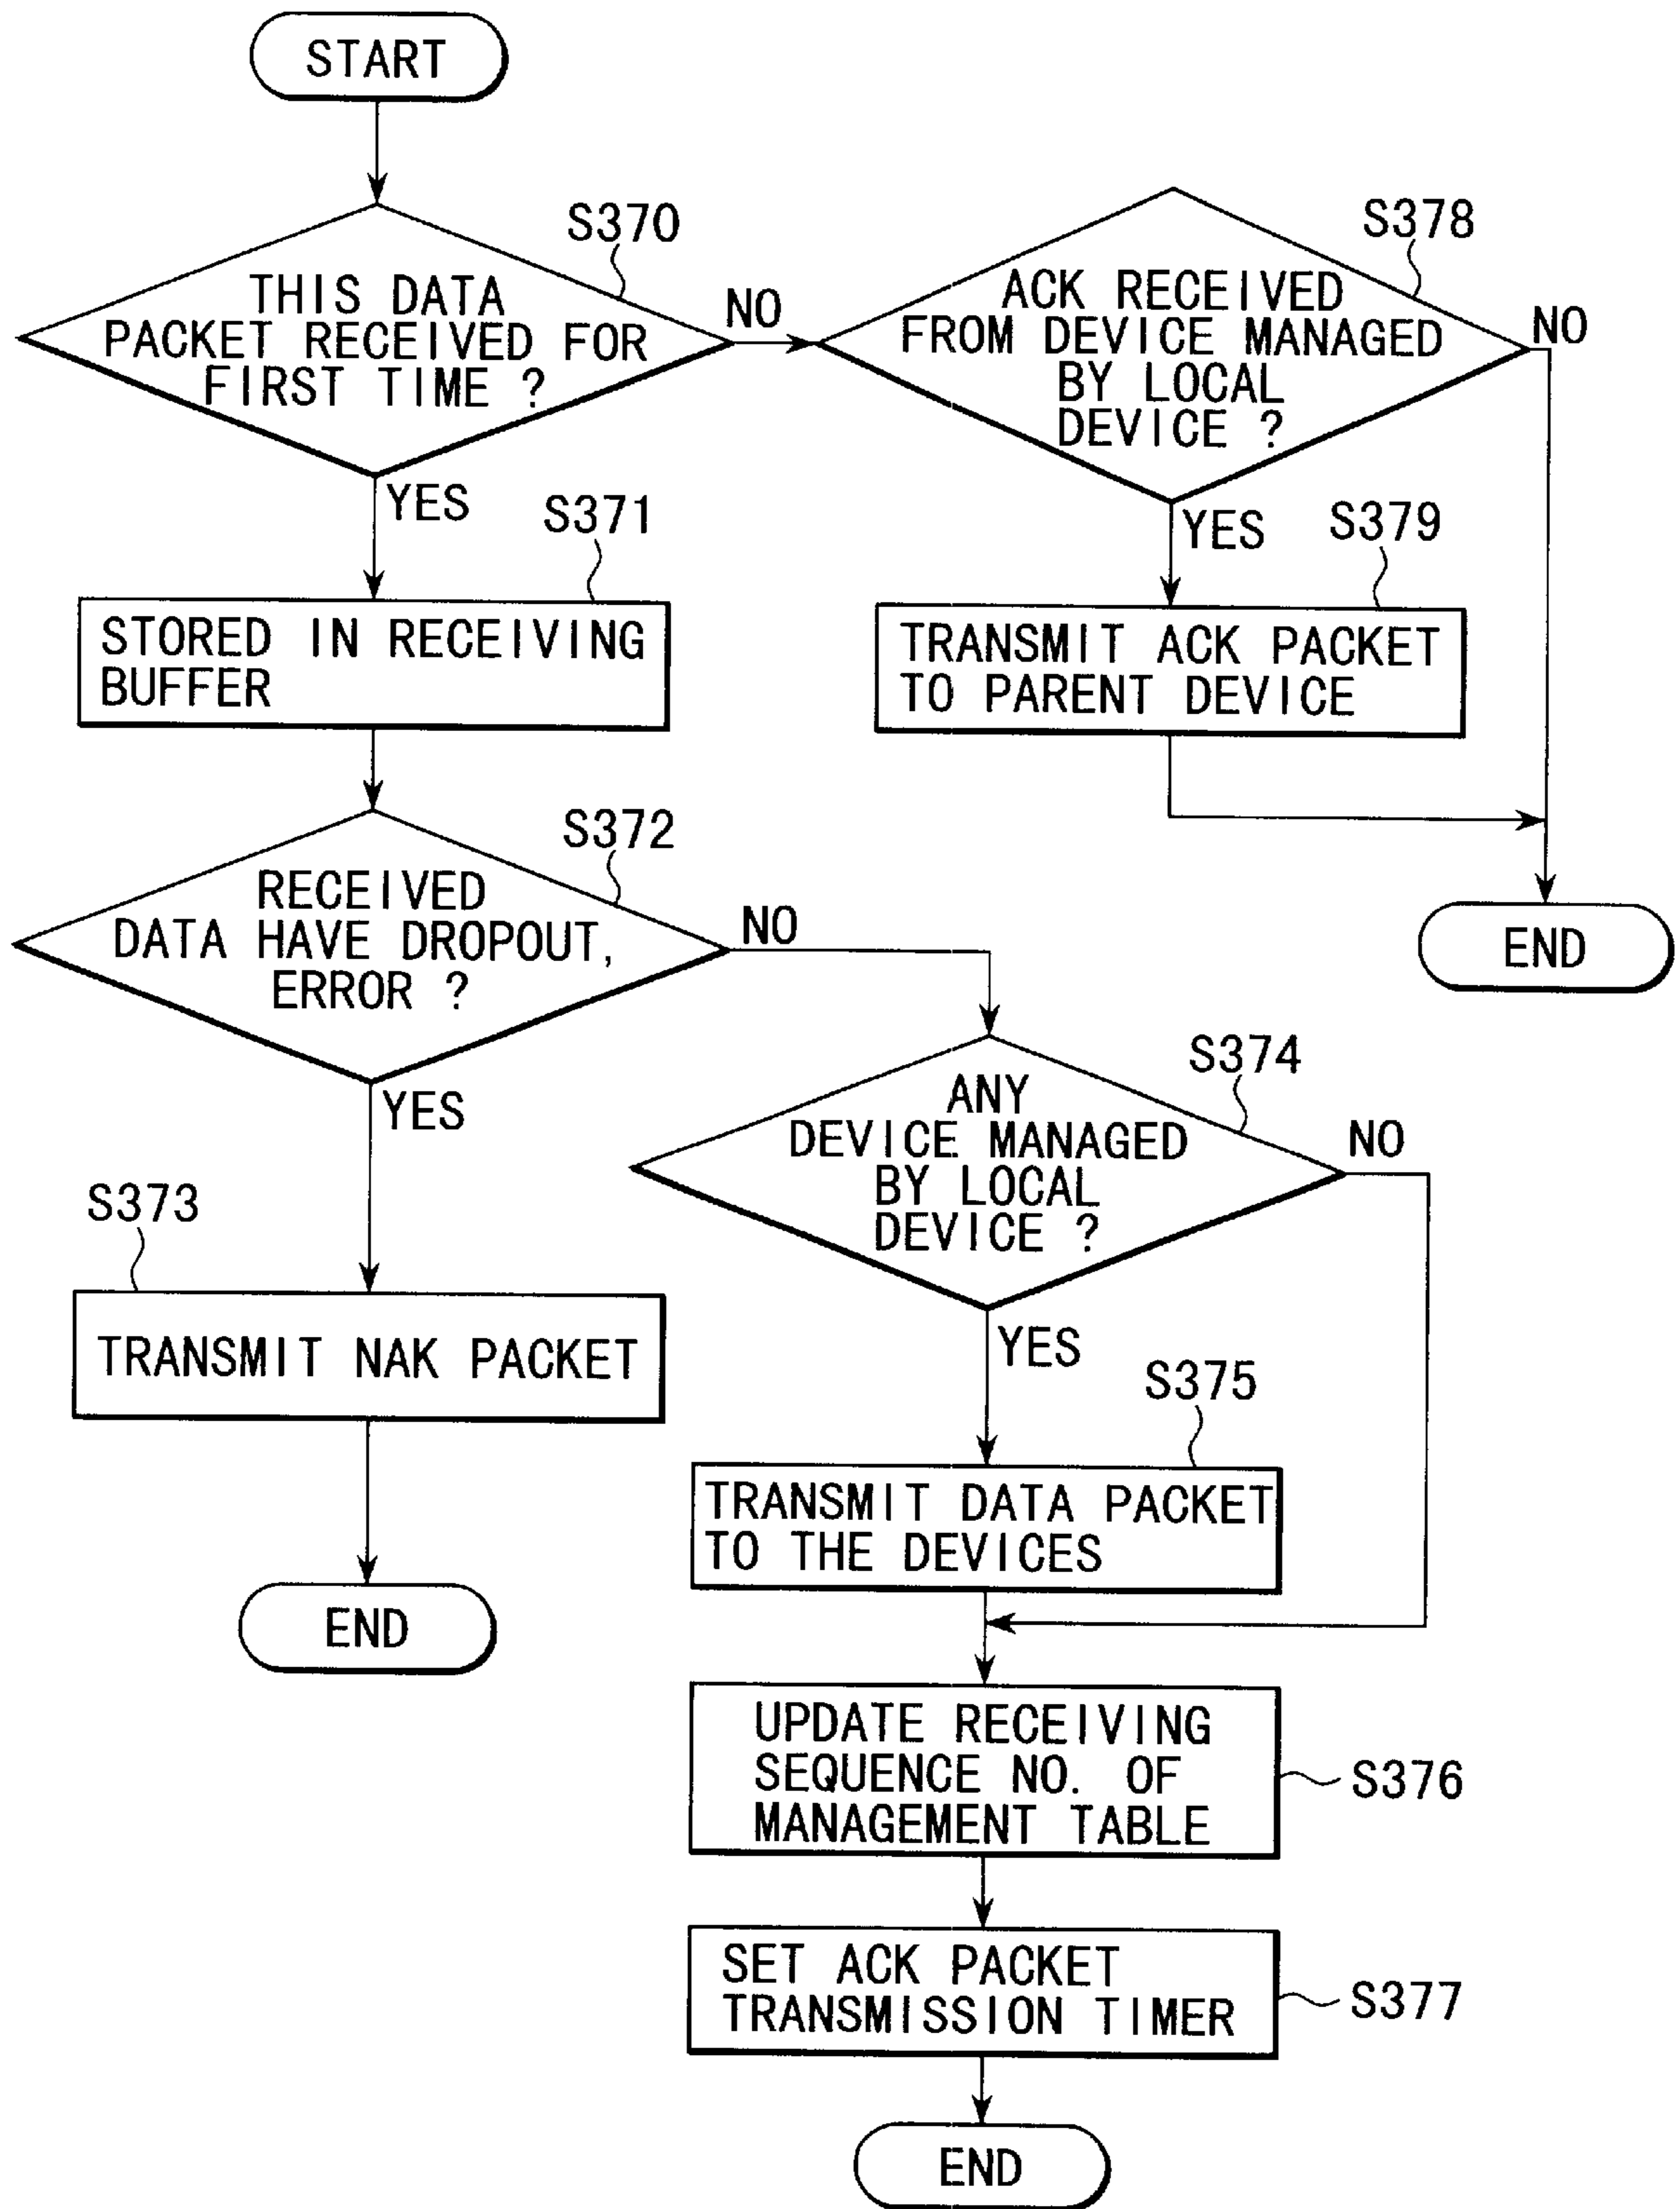 START
S370
THIS DATA
PACKET RECEIVED FOR
FIRST TIME ?
NO
YES
S378
ACK RECEIVED
FROM DEVICE MANAGED
BY LOCAL
DEVICE ?
NO
YES
S371
STORED IN RECEIVING
BUFFER
S379
TRANSMIT ACK PACKET
TO PARENT DEVICE
END
S372
RECEIVED
DATA HAVE DROPOUT,
ERROR ?
NO
YES
S373
TRANSMIT NAK PACKET
END
S374
ANY
DEVICE MANAGED
BY LOCAL
DEVICE ?
NO
YES
S375
TRANSMIT DATA PACKET
TO THE DEVICES
UPDATE RECEIVING
SEQUENCE NO. OF
MANAGEMENT TABLE
S376
SET ACK PACKET
TRANSMISSION TIMER
S377
END